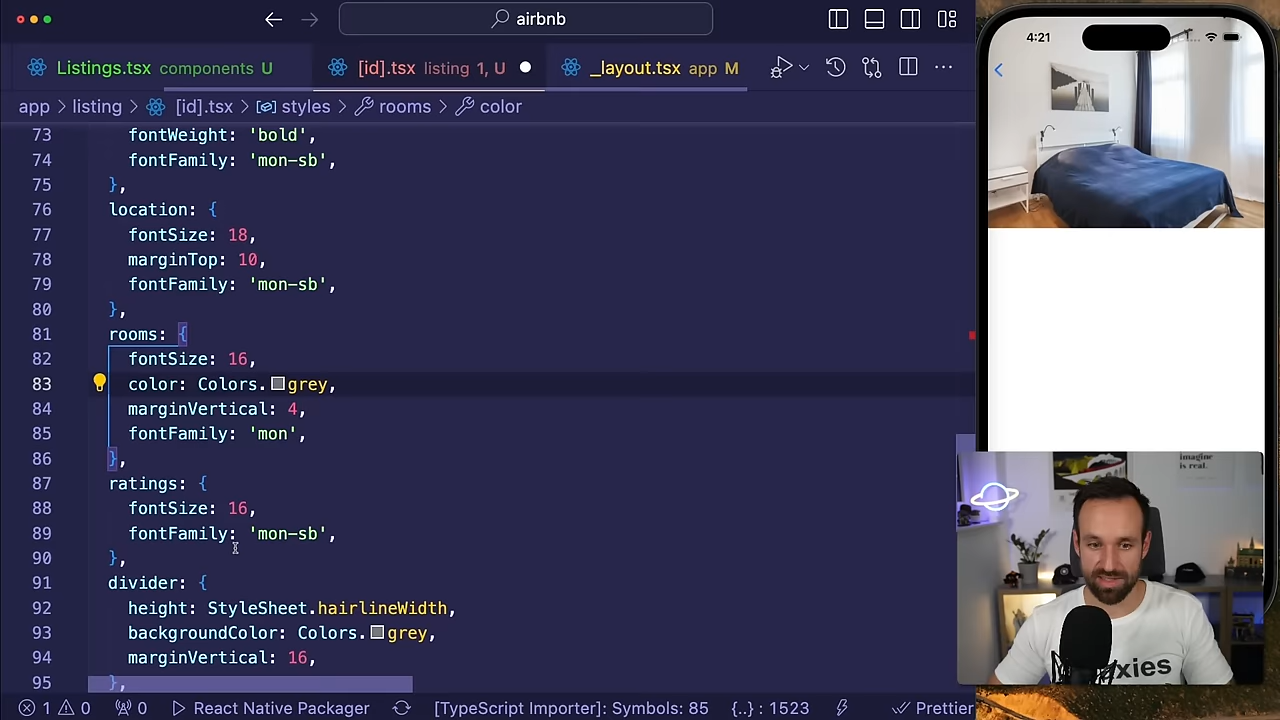 airbnb
Listings.tsx components U
[id].tsx listing 1, U
_layout.tsx app M
app > listing > [id].tsx > styles > rooms > color
73 fontWeight: 'bold',
74 fontFamily: 'mon-sb',
75 },
76 location: {
77 fontSize: 18,
78 marginTop: 10,
79 fontFamily: 'mon-sb',
80 },
81 rooms: {
82 fontSize: 16,
83 color: Colors.grey,
84 marginVertical: 4,
85 fontFamily: 'mon',
86 },
87 ratings: {
88 fontSize: 16,
89 fontFamily: 'mon-sb',
90 },
91 divider: {
92 height: StyleSheet.hairlineWidth,
93 backgroundColor: Colors.grey,
94 marginVertical: 16,
95 },
1 0 0 React Native Packager [TypeScript Importer]: Symbols: 85 {..} : 1523 Prettier
4:21
imagine
is real.